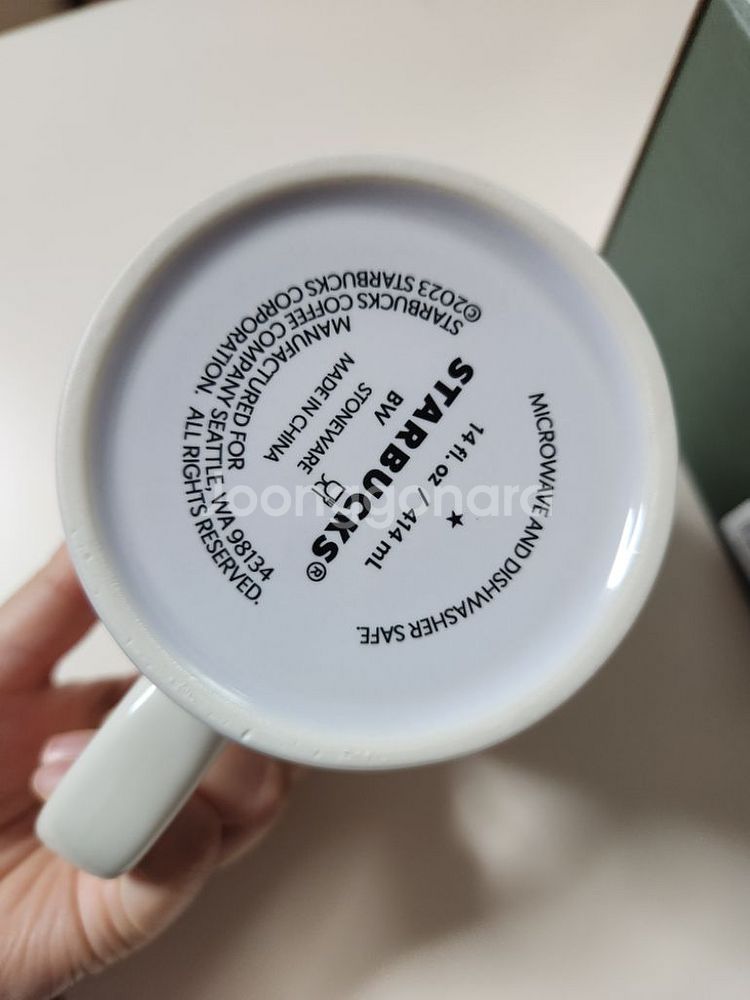 MICROWAVE AND DISHWASHER SAFE.
★
14 fl. oz / 414 mL
STARBUCKS®
BW
STONEWARE
MADE IN CHINA
MANUFACTURED FOR
STARBUCKS COFFEE COMPANY SEATTLE, WA 98134
©2023 STARBUCKS CORPORATION. ALL RIGHTS RESERVED.
joonggonara